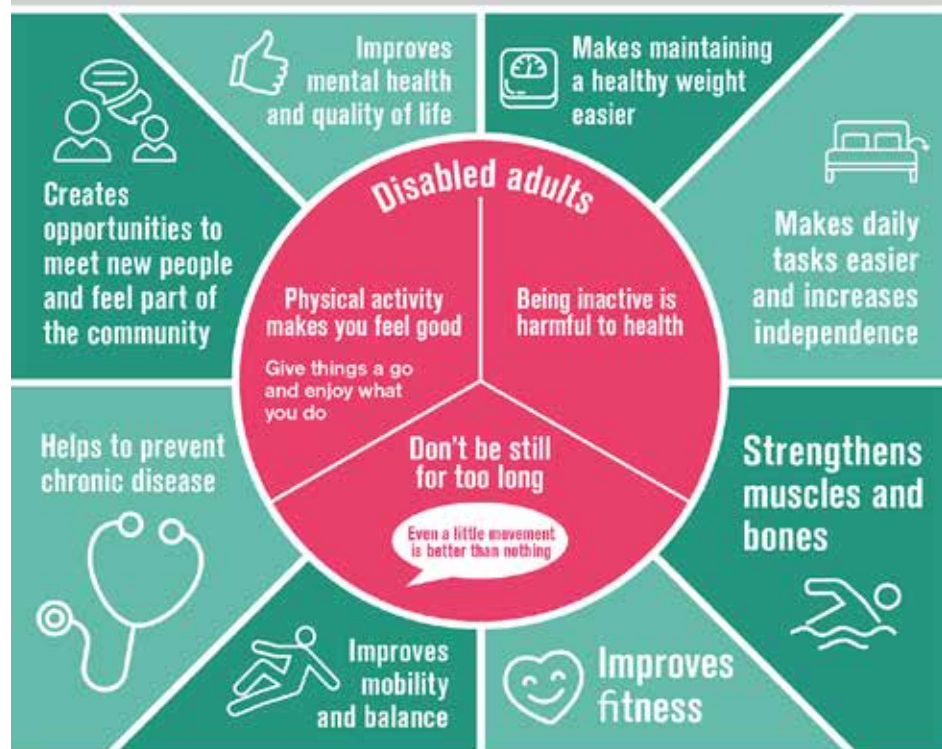 Improves
mental health
and quality of life
Makes maintaining
a healthy weight
easier
Creates
opportunities to
meet new people
and feel part of
the community
Makes daily
tasks easier
and increases
independence
Disabled adults
Physical activity
makes you feel good
Give things a go
and enjoy what
you do
Being inactive is
harmful to health
Don't be still
for too long
Even a little movement
is better than nothing
Helps to prevent
chronic disease
Strengthens
muscles and
bones
Improves
mobility
and balance
Improves
fitness